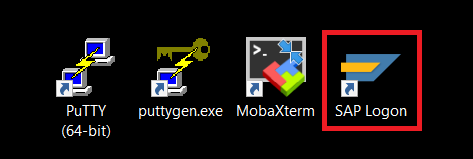 PuTTY
(64-bit)
puttygen.exe
MobaXterm
SAP Logon